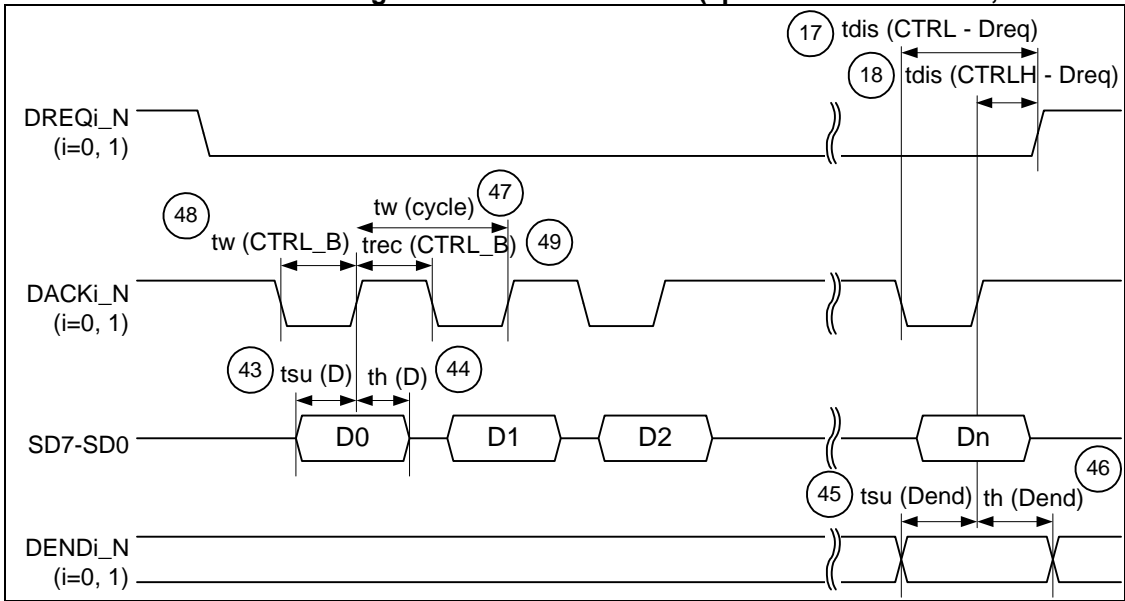 17 tdis (CTRL - Dreq)
18 tdis (CTRLH - Dreq)
DREQi_N
(i=0, 1)
48 tw (CTRL_B)
tw (cycle) 47
trec (CTRL_B) 49
DACKi_N
(i=0, 1)
43 tsu (D) th (D) 44
SD7-SD0 D0 D1 D2 Dn
45 tsu (Dend) th (Dend) 46
DENDi_N
(i=0, 1)